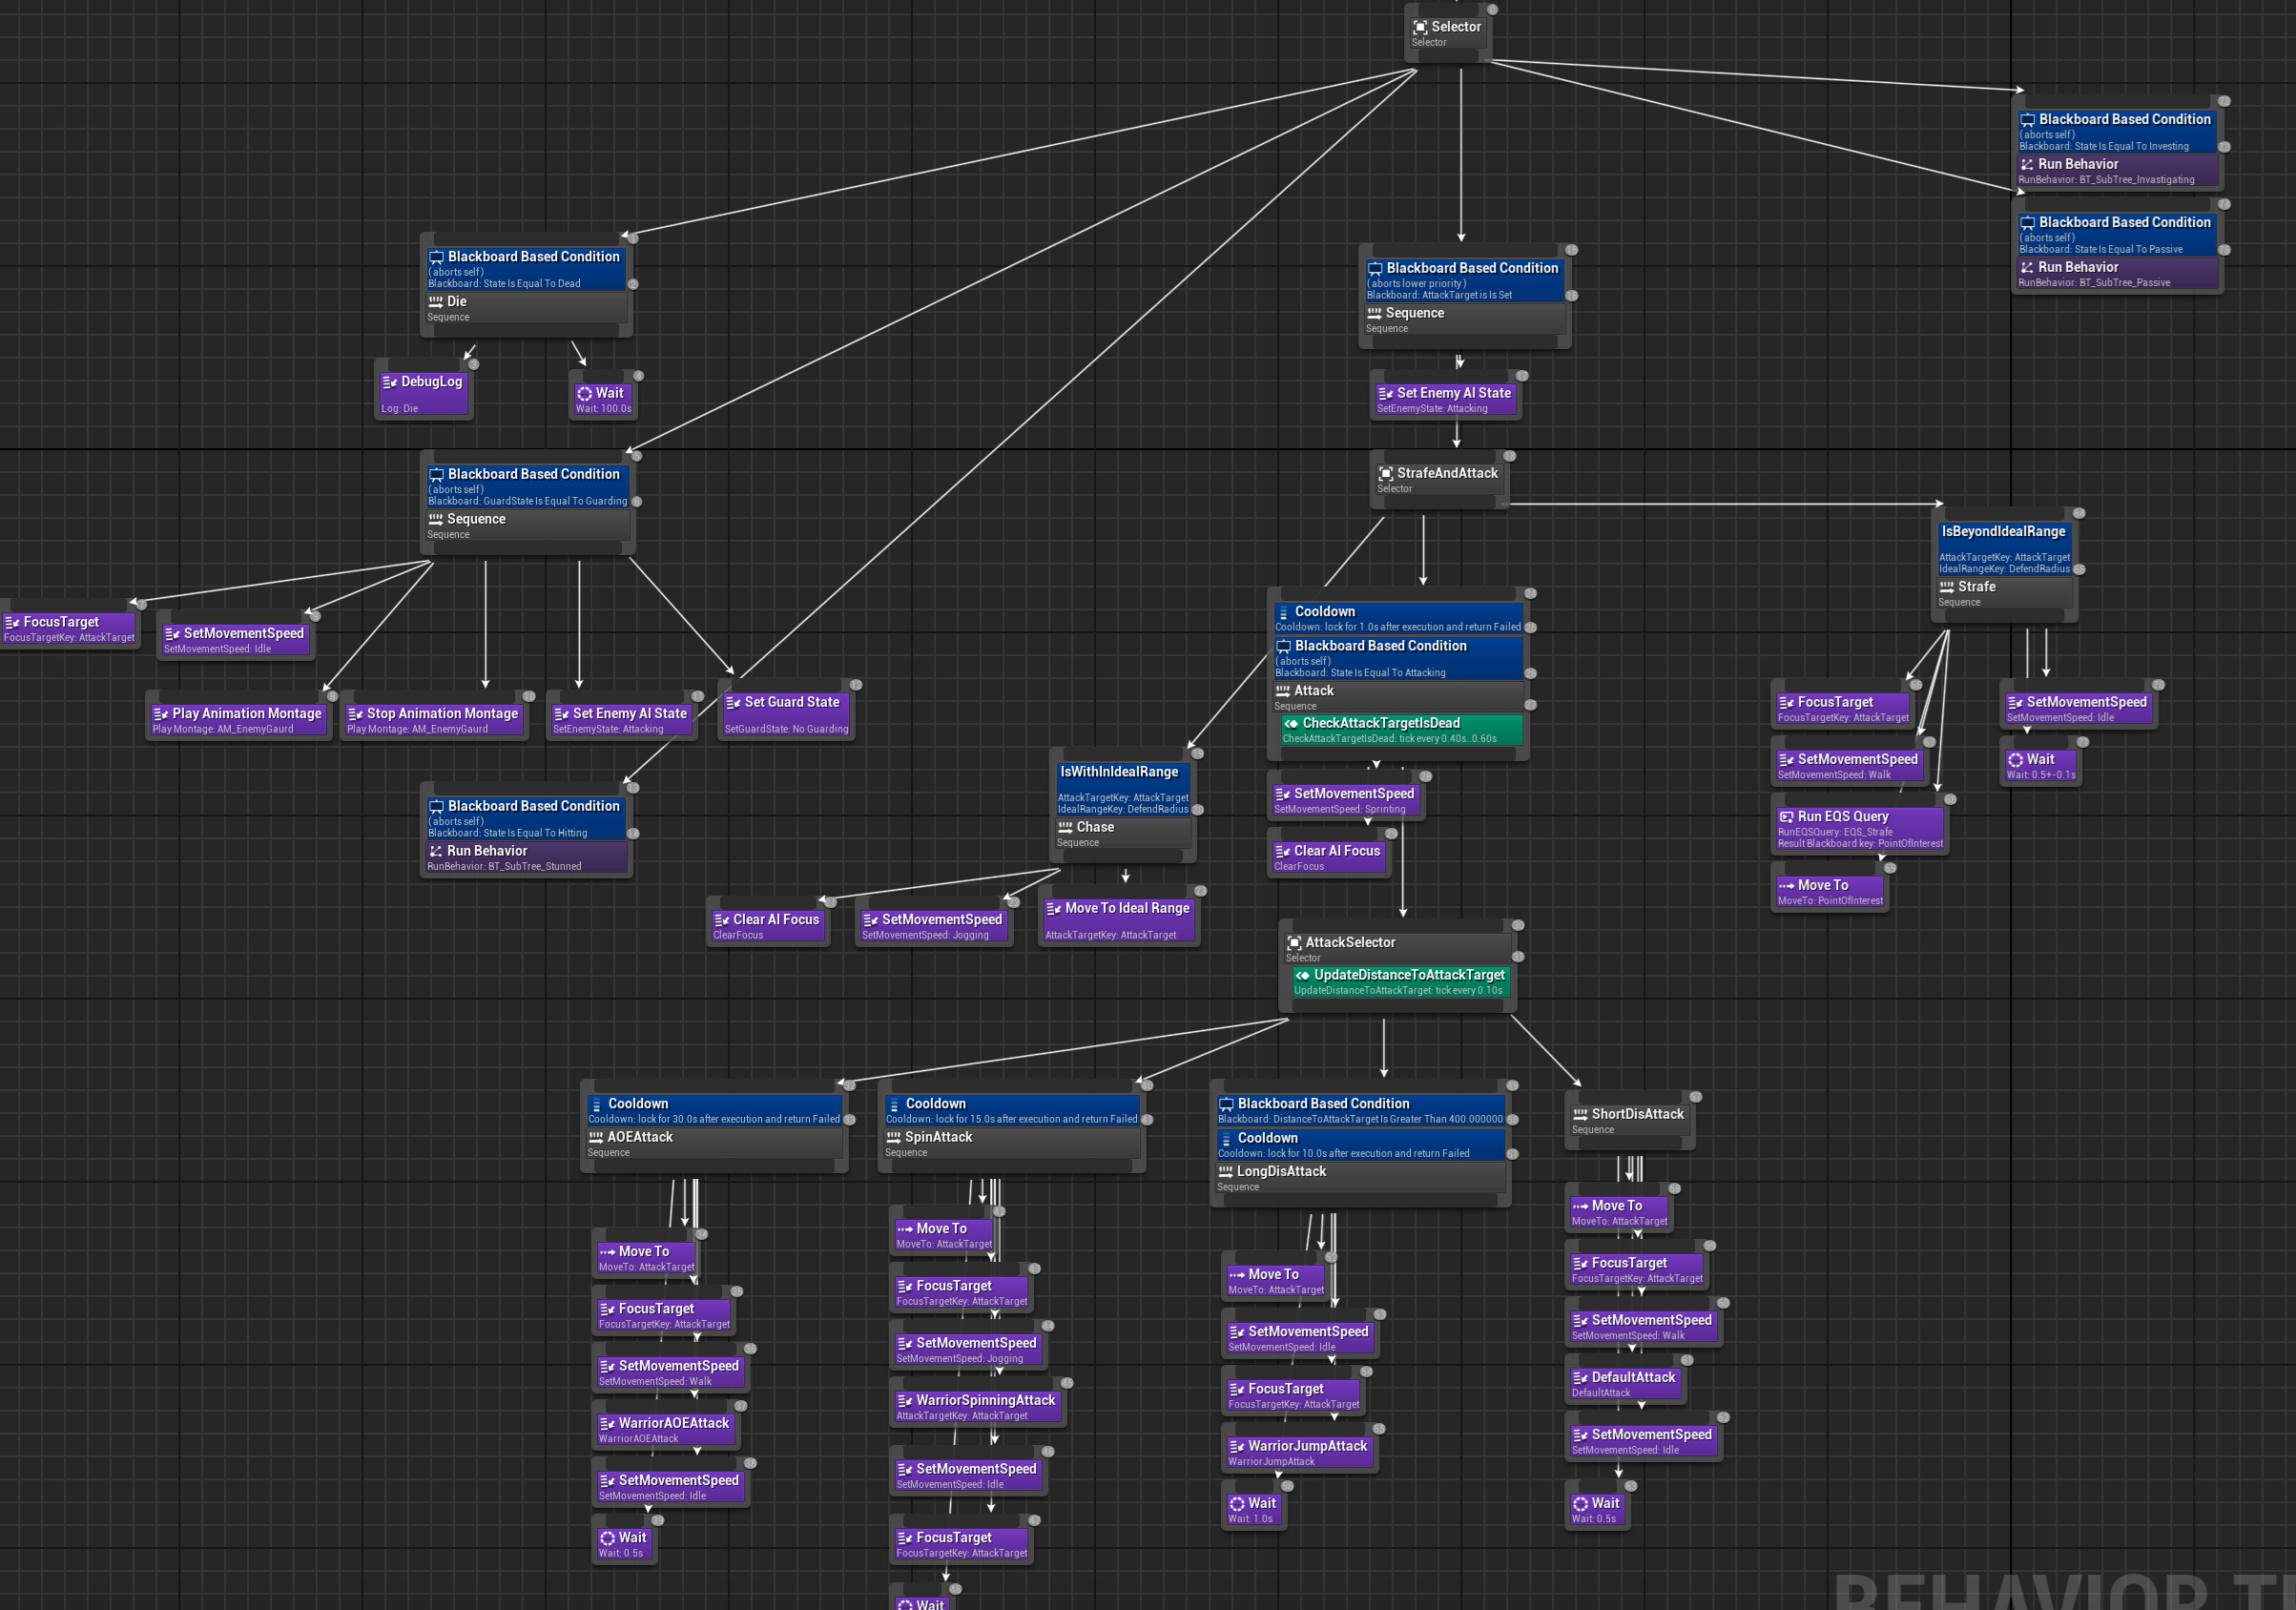 Selector
Selector
Blackboard Based Condition
( aborts self )
Blackboard: State Is Equal To Investing
Run Behavior
RunBehavior: BT_SubTree_Invastigating
Blackboard Based Condition
( aborts self )
Blackboard: State Is Equal To Passive
Run Behavior
RunBehavior: BT_SubTree_Passive
Blackboard Based Condition
( aborts self )
Blackboard: State Is Equal To Dead
Die
Sequence
DebugLog
Log: Die
Wait
Wait: 100.0s
Blackboard Based Condition
( aborts self )
Blackboard: GuardState Is Equal To Guarding
Sequence
Sequence
FocusTarget
FocusTargetKey: AttackTarget
SetMovementSpeed
SetMovementSpeed: Idle
Play Animation Montage
Play Montage: AM_EnemyGaurd
Stop Animation Montage
Play Montage: AM_EnemyGaurd
Set Enemy AI State
SetEnemyState: Attacking
Set Guard State
SetGuardState: No Guarding
Blackboard Based Condition
( aborts self )
Blackboard: State Is Equal To Hitting
Run Behavior
RunBehavior: BT_SubTree_Stunned
Blackboard Based Condition
( aborts lower priority )
Blackboard: AttackTarget is Is Set
Sequence
Sequence
Set Enemy AI State
SetEnemyState: Attacking
StrafeAndAttack
Selector
IsWithInIdealRange
AttackTargetKey: AttackTarget
IdealRangeKey: DefendRadius
Chase
Sequence
Clear AI Focus
ClearFocus
SetMovementSpeed
SetMovementSpeed: Jogging
Move To Ideal Range
AttackTargetKey: AttackTarget
Cooldown
Cooldown: lock for 1.0s after execution and return Failed
Blackboard Based Condition
( aborts self )
Blackboard: State Is Equal To Attacking
Attack
Sequence
CheckAttackTargetIsDead
CheckAttackTargetIsDead: tick every 0.40s..0.60s
SetMovementSpeed
SetMovementSpeed: Sprinting
Clear AI Focus
ClearFocus
AttackSelector
Selector
UpdateDistanceToAttackTarget
UpdateDistanceToAttackTarget: tick every 0.10s
IsBeyondIdealRange
AttackTargetKey: AttackTarget
IdealRangeKey: DefendRadius
Strafe
Sequence
FocusTarget
FocusTargetKey: AttackTarget
SetMovementSpeed
SetMovementSpeed: Walk
Run EQS Query
RunEQSQuery: EQS_Strafe
Result Blackboard key: PointOfInterest
Move To
MoveTo: PointOfInterest
SetMovementSpeed
SetMovementSpeed: Idle
Wait
Wait: 0.5+-0.1s
Cooldown
Cooldown: lock for 30.0s after execution and return Failed
AOEAttack
Sequence
Move To
MoveTo: AttackTarget
FocusTarget
FocusTargetKey: AttackTarget
SetMovementSpeed
SetMovementSpeed: Walk
WarriorAOEAttack
WarriorAOEAttack
SetMovementSpeed
SetMovementSpeed: Idle
Wait
Wait: 0.5s
Cooldown
Cooldown: lock for 15.0s after execution and return Failed
SpinAttack
Sequence
Move To
MoveTo: AttackTarget
FocusTarget
FocusTargetKey: AttackTarget
SetMovementSpeed
SetMovementSpeed: Jogging
WarriorSpinningAttack
AttackTargetKey: AttackTarget
SetMovementSpeed
SetMovementSpeed: Idle
FocusTarget
FocusTargetKey: AttackTarget
Wait
Blackboard Based Condition
Blackboard: DistanceToAttackTarget Is Greater Than 400.000000
Cooldown
Cooldown: lock for 10.0s after execution and return Failed
LongDisAttack
Sequence
Move To
MoveTo: AttackTarget
SetMovementSpeed
SetMovementSpeed: Idle
FocusTarget
FocusTargetKey: AttackTarget
WarriorJumpAttack
WarriorJumpAttack
Wait
Wait: 1.0s
ShortDisAttack
Sequence
Move To
MoveTo: AttackTarget
FocusTarget
FocusTargetKey: AttackTarget
SetMovementSpeed
SetMovementSpeed: Walk
DefaultAttack
DefaultAttack
SetMovementSpeed
SetMovementSpeed: Idle
Wait
Wait: 0.5s
BEHAVIOR